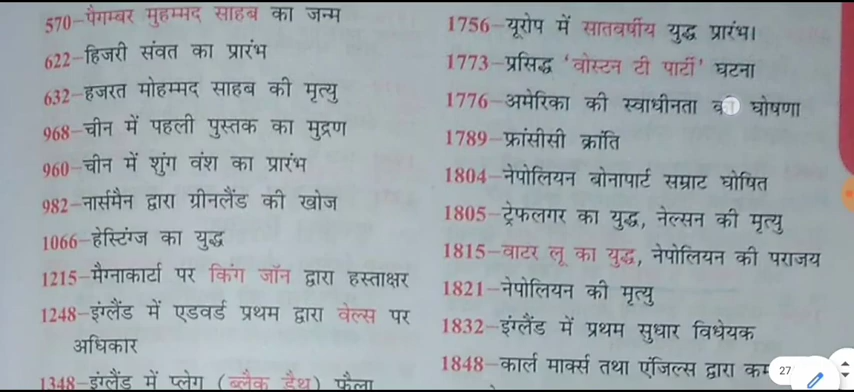 570-पैगम्बर मुहम्मद साहब का जन्म
622-हिजरी संवत का प्रारंभ
632-हजरत मोहम्मद साहब की मृत्यु
968-चीन में पहली पुस्तक का मुद्रण
960-चीन में शुंग वंश का प्रारंभ
982-नार्समैन द्वारा ग्रीनलैंड की खोज
1066-हेस्टिंग्ज का युद्ध
1215-मैग्नाकार्टा पर किंग जॉन द्वारा हस्ताक्षर
1248-इंग्लैंड में एडवर्ड प्रथम द्वारा वेल्स पर
अधिकार
1348-इंग्लैंड में प्लेग (ब्लैक डैथ) फैला
1756-यूरोप में सातवर्षीय युद्ध प्रारंभ।
1773-प्रसिद्ध 'वोस्टन टी पार्टी' घटना
1776-अमेरिका की स्वाधीनता की घोषणा
1789-फ्रांसीसी क्रांति
1804-नेपोलियन बोनापार्ट सम्राट घोषित
1805-ट्रेफलगर का युद्ध, नेल्सन की मृत्यु
1815-वाटर लू का युद्ध, नेपोलियन की पराजय
1821-नेपोलियन की मृत्यु
1832-इंग्लैंड में प्रथम सुधार विधेयक
1848-कार्ल मार्क्स तथा एंजिल्स द्वारा
27